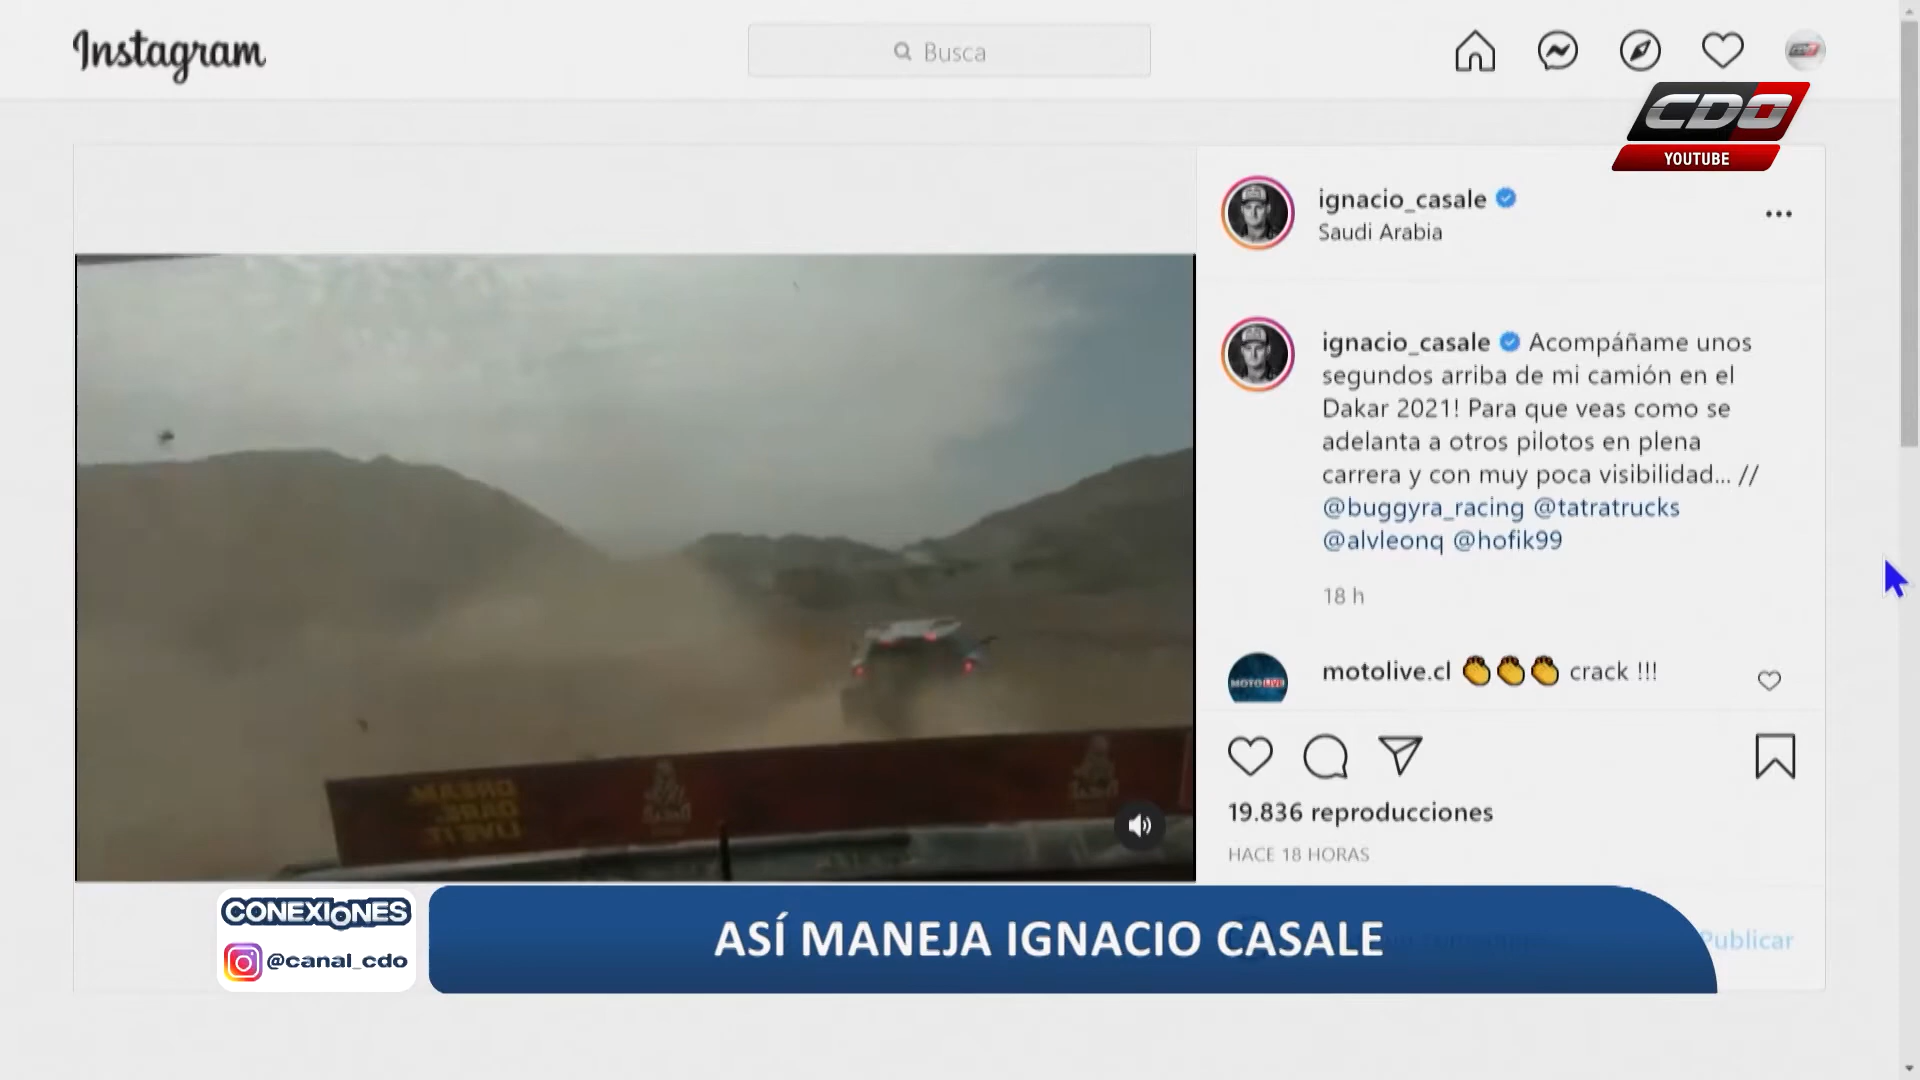 Instagram
Busca
CDO
YOUTUBE
ignacio_casale
Saudi Arabia
ignacio_casale Acompáñame unos
segundos arriba de mi camión en el
Dakar 2021! Para que veas como se
adelanta a otros pilotos en plena
carrera y con muy poca visibilidad... //
@buggyra_racing @tatratrucks
@alvleonq @hofik99
18 h
MOTO LIVE
motolive.cl 👏👏👏 crack !!!
19.836 reproducciones
HACE 18 HORAS
Publicar
CONEXIONES
@canal_cdo
ASÍ MANEJA IGNACIO CASALE